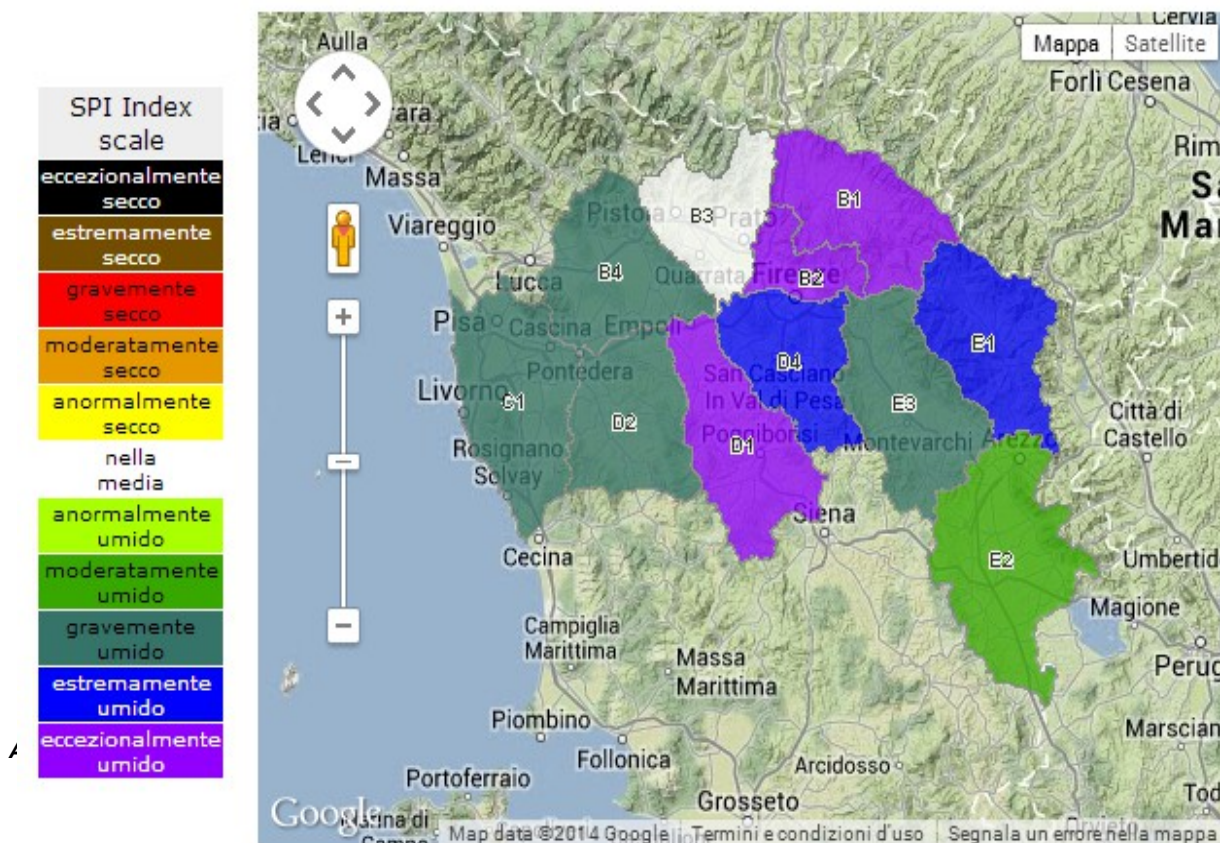 SPI Index
scale
eccezionalmente
secco
estremamente
secco
gravemente
secco
moderatamente
secco
anormalmente
secco
nella
media
anormalmente
umido
moderatamente
umido
gravemente
umido
estremamente
umido
eccezionalmente
umido
Cervia
Aulla
Mappa
Satellite
Forlì
Cesena
Massa
Viareggio
Pistoia
B3
Prato
B1
Lucca
B4
Quarrata
Firenze
B2
Pisa
Cascina
Empoli
Pontedera
D4
E1
Livorno
C1
D2
San Casciano
In Val di Pesa
E3
Città di
Castello
Rosignano
Solvay
D1
Poggibonsi
Montevarchi
Arezzo
Siena
Cecina
E2
Umbertid
Magione
Campiglia
Marittima
Massa
Marittima
Perug
Piombino
Follonica
Marscian
Arcidosso
Portoferraio
Grosseto
Tod
Google
Marina di
Map data ©2014 Google
Termini e condizioni d'uso
Segnala un errore nella mappa
Orvieto